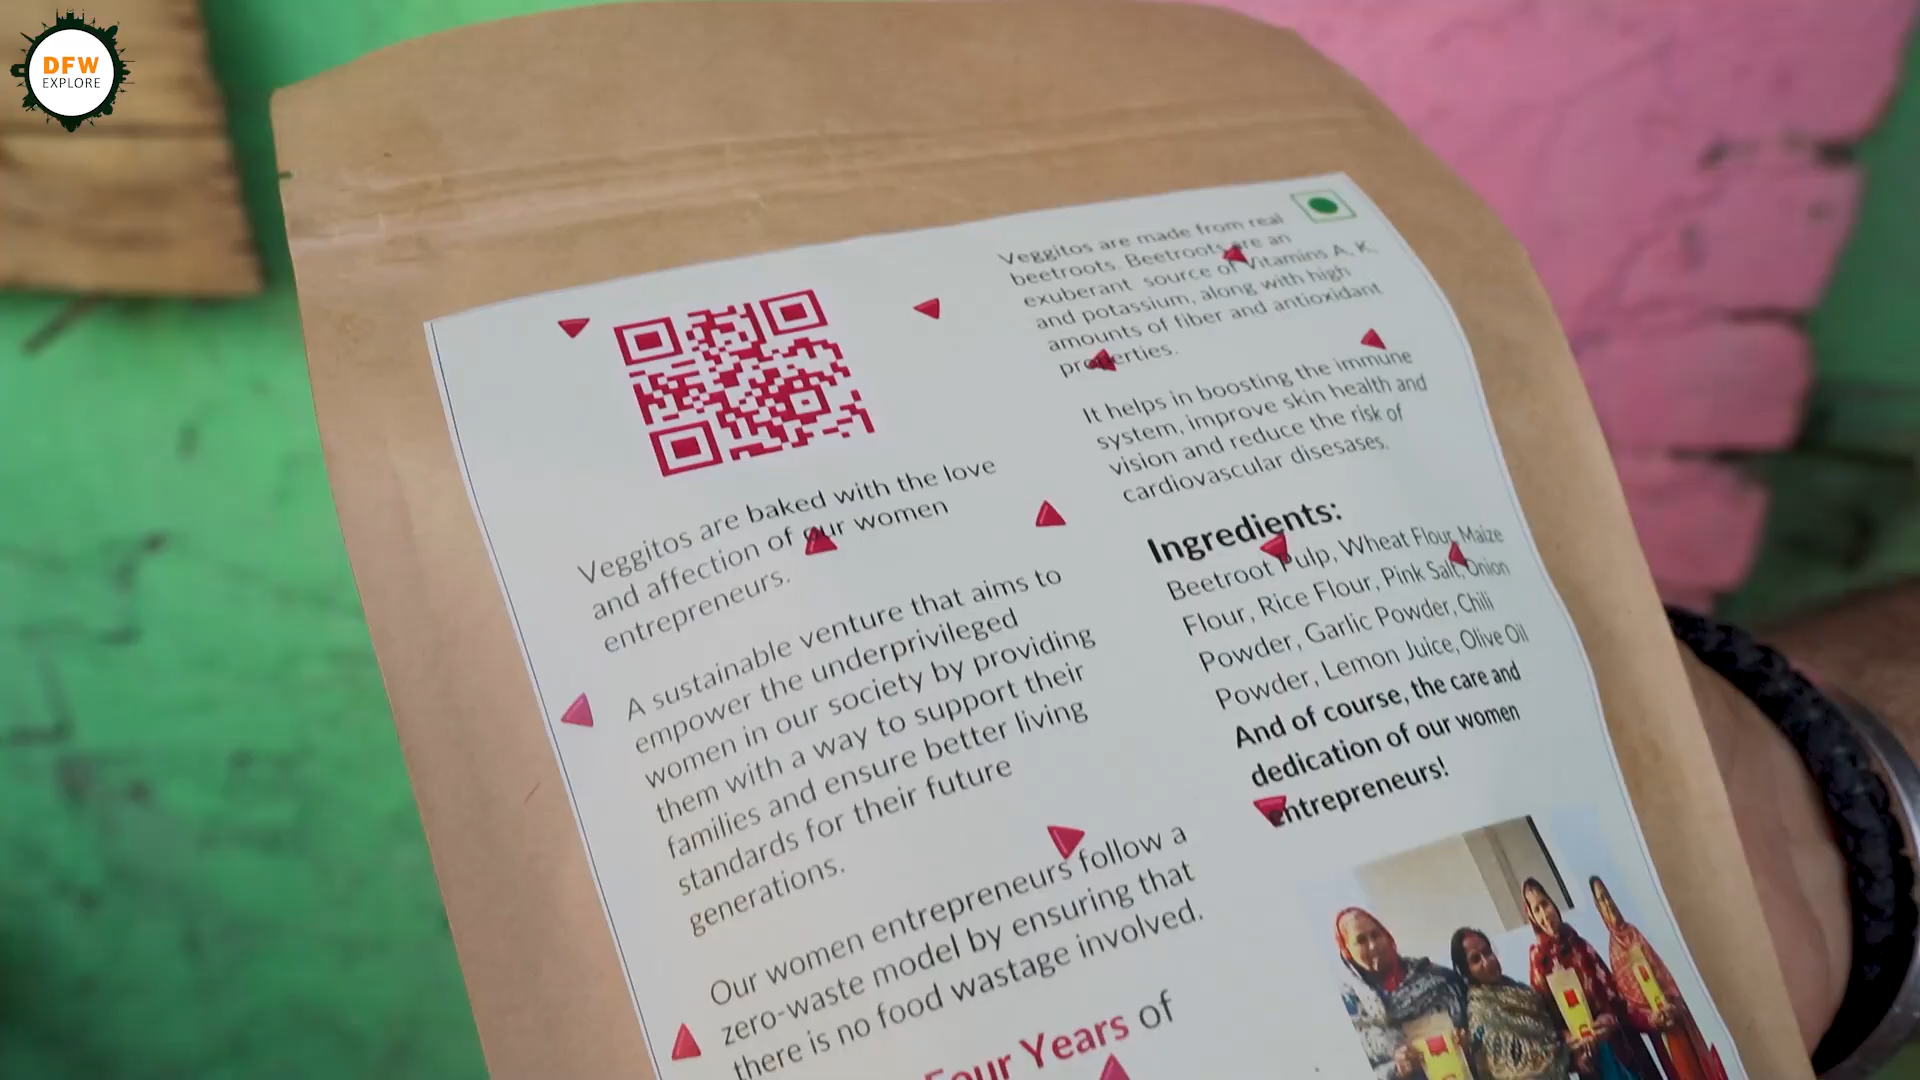 DFW
EXPLORE
Veggitos are baked with the love
and affection of our women
entrepreneurs.
A sustainable venture that aims to
empower the underprivileged
women in our society by providing
them with a way to support their
families and ensure better living
standards for their future
generations.
Our women entrepreneurs follow a
zero-waste model by ensuring that
there is no food wastage involved.
Four Years of
Veggitos are made from real
beetroots. Beetroots are an
exuberant source of Vitamins A, K,
and potassium, along with high
amounts of fiber and antioxidant
properties.
It helps in boosting the immune
system, improve skin health and
vision and reduce the risk of
cardiovascular disesases.
Ingredients:
Beetroot Pulp, Wheat Flour, Maize
Flour, Rice Flour, Pink Salt, Onion
Powder, Garlic Powder, Chili
Powder, Lemon Juice, Olive Oil
And of course, the care and
dedication of our women
entrepreneurs!